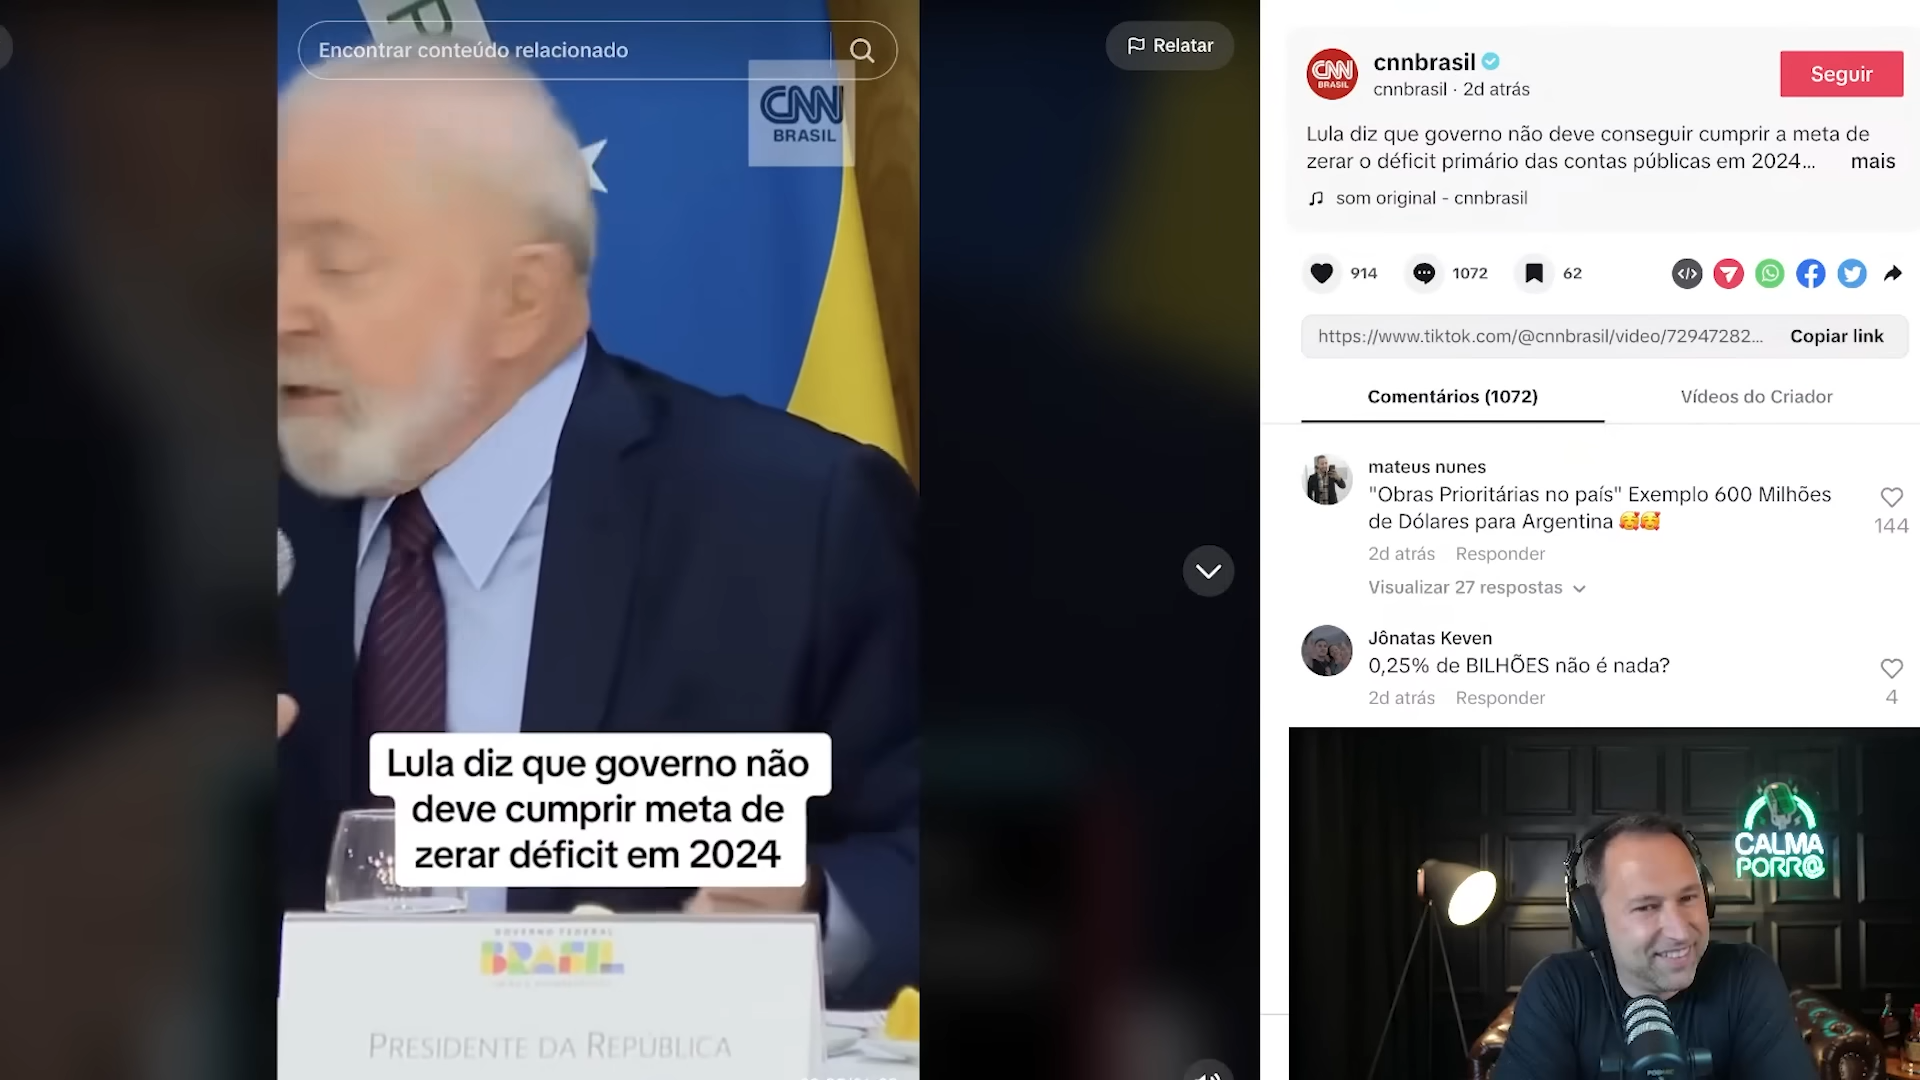 Encontrar conteúdo relacionado
Relatar
CNN
BRASIL
Lula diz que governo não
deve cumprir meta de
zerar déficit em 2024
GOVERNO FEDERAL
BRASIL
PRESIDENTE DA REPÚBLICA
CNN
BRASIL
cnnbrasil
cnnbrasil · 2d atrás
Seguir
Lula diz que governo não deve conseguir cumprir a meta de
zerar o déficit primário das contas públicas em 2024... mais
som original - cnnbrasil
914
1072
62
https://www.tiktok.com/@cnnbrasil/video/72947282...
Copiar link
Comentários (1072)
Vídeos do Criador
mateus nunes
"Obras Prioritárias no país" Exemplo 600 Milhões
de Dólares para Argentina 🥰🥰
144
2d atrás Responder
Visualizar 27 respostas
Jônatas Keven
0,25% de BILHÕES não é nada?
4
2d atrás Responder
CALMA
PORR@